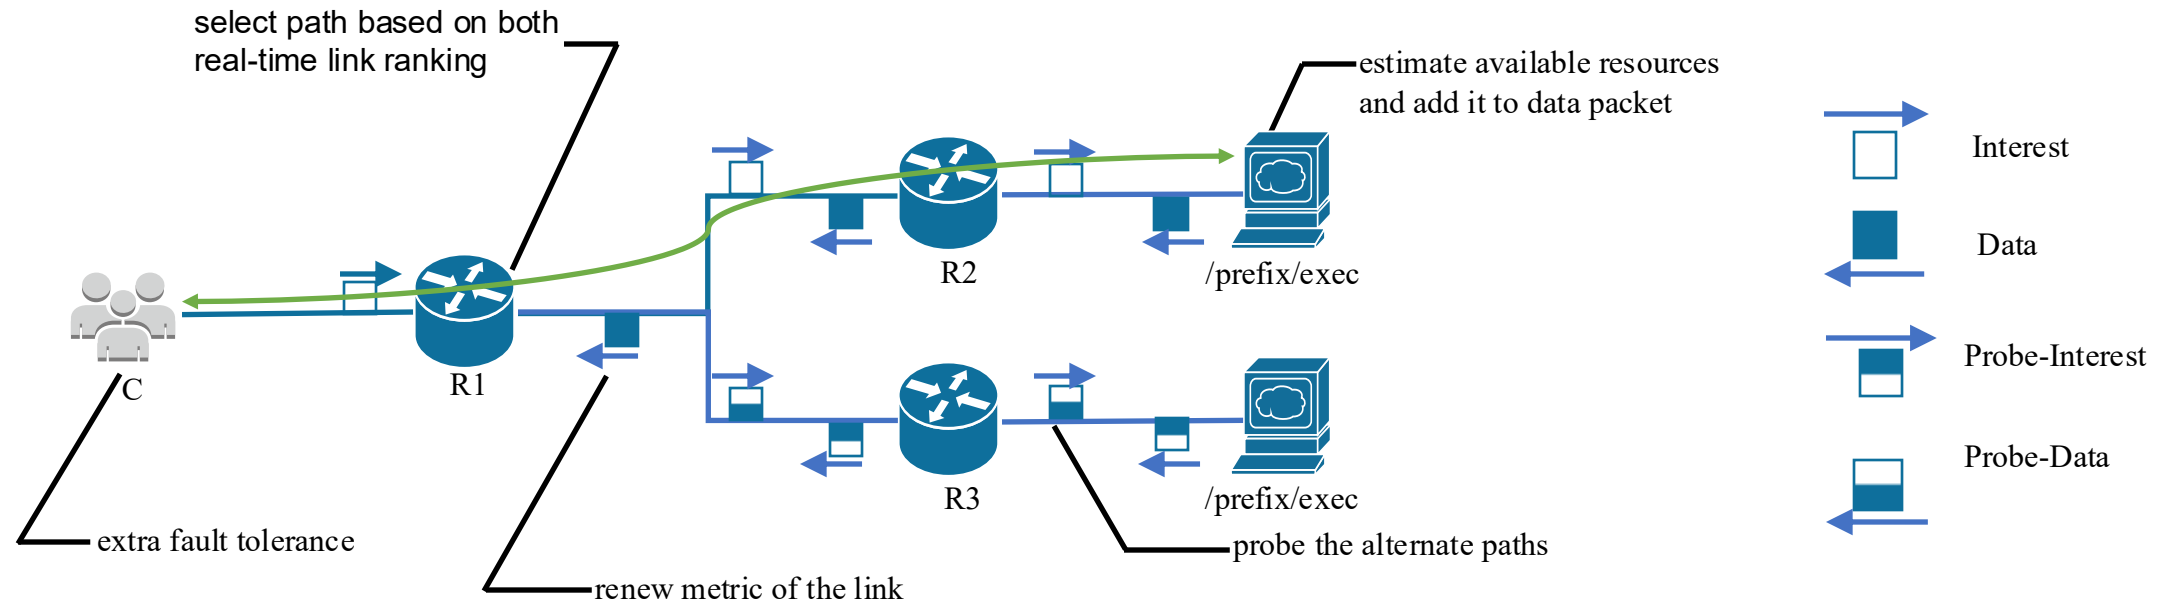 select path based on both
real-time link ranking
estimate available resources
and add it to data packet
Interest
Data
R2
/prefix/exec
Probe-Interest
C
R1
Probe-Data
R3
/prefix/exec
extra fault tolerance
probe the alternate paths
renew metric of the link